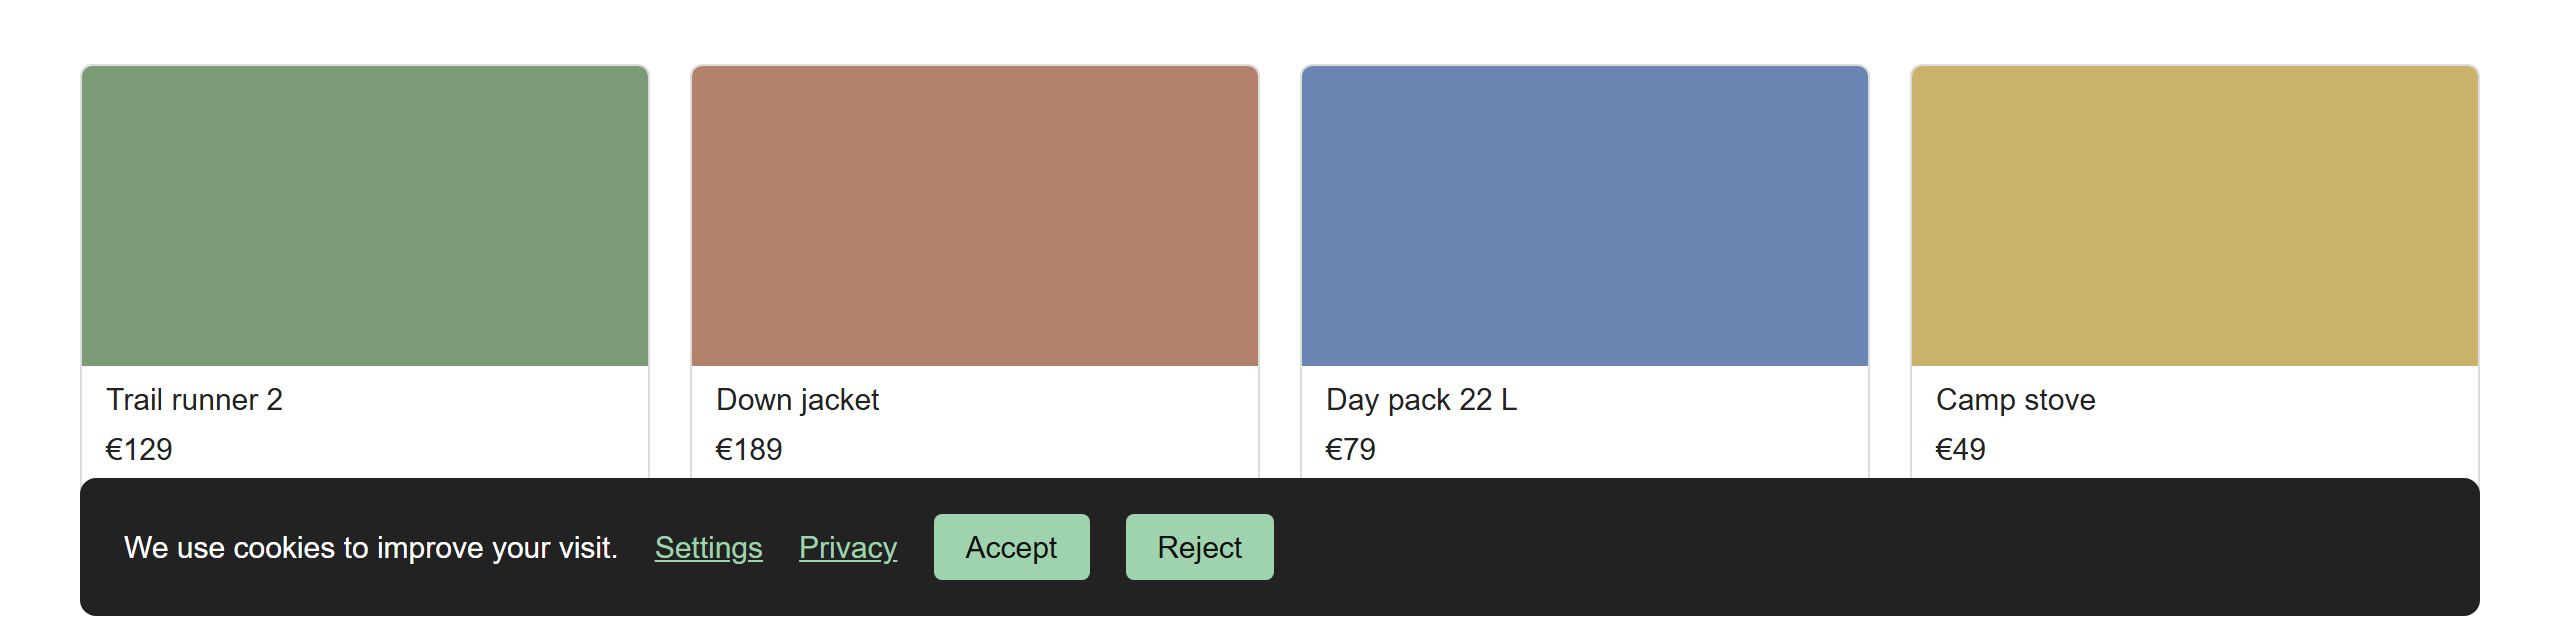 Trail runner 2
€129
Down jacket
€189
Day pack 22 L
€79
Camp stove
€49
We use cookies to improve your visit. Settings Privacy Accept Reject